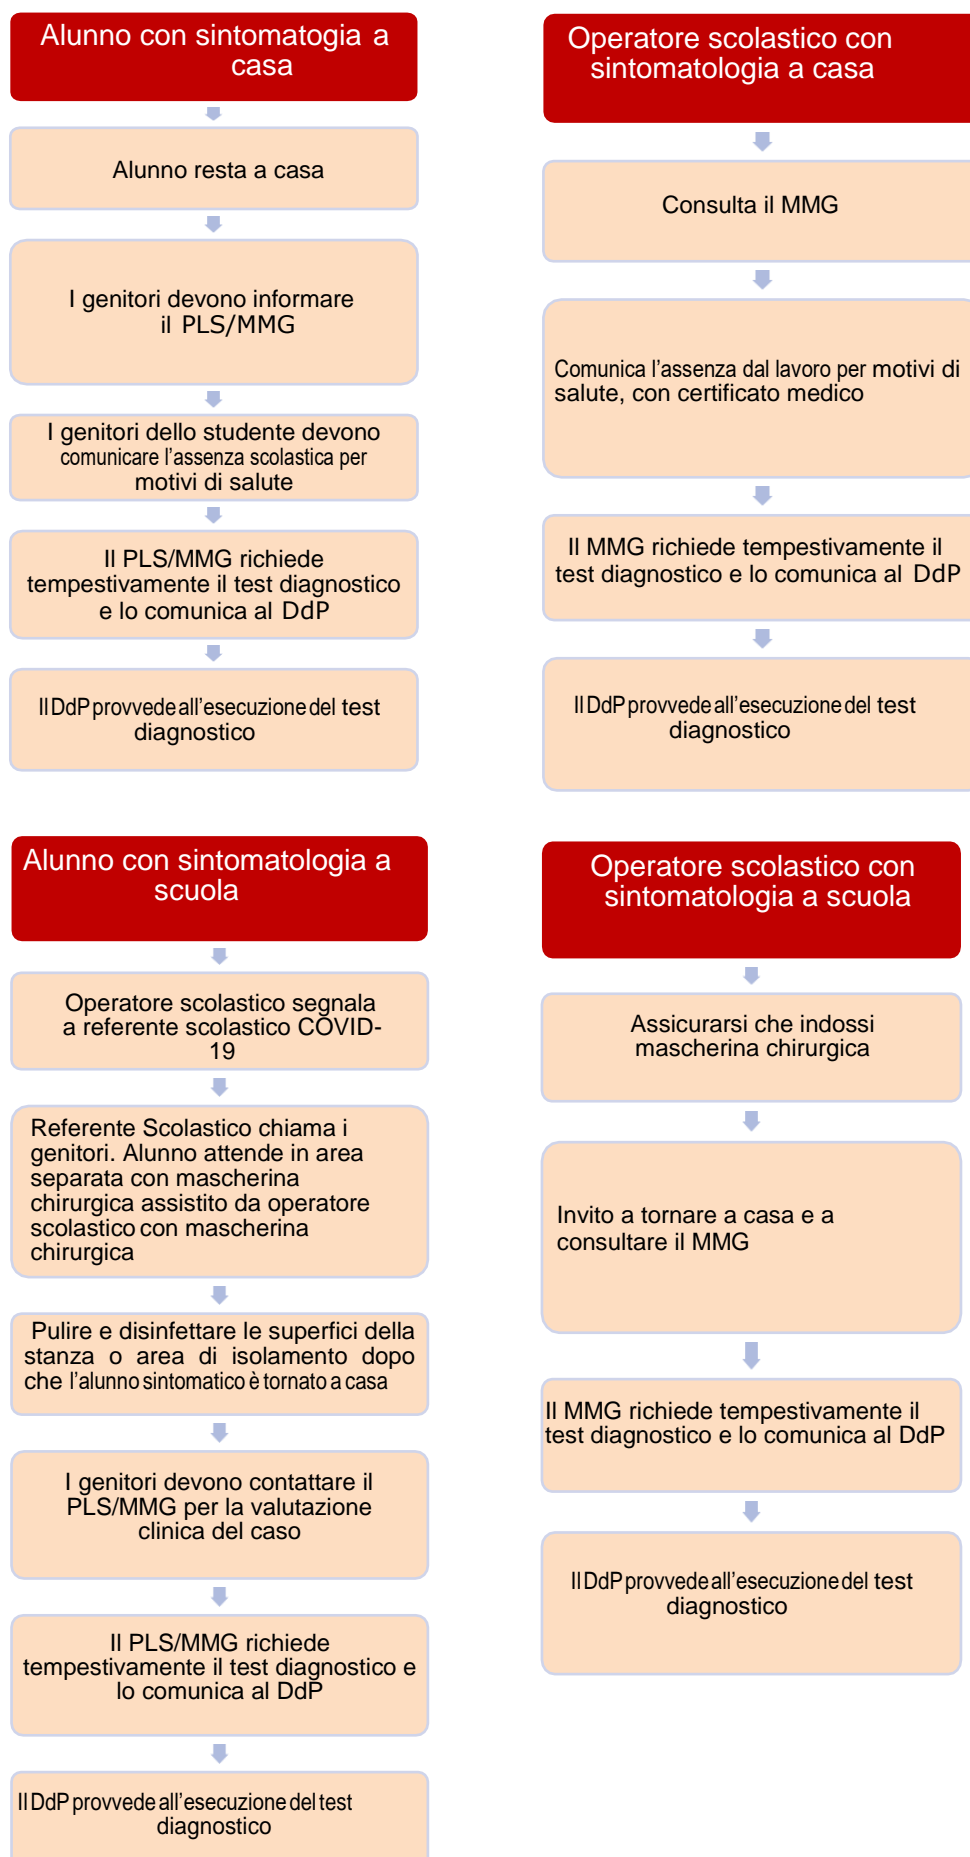 Alunno con sintomatogia a
casa
Alunno resta a casa
I genitori devono informare
il PLS/MMG
I genitori dello studente devono
comunicare l'assenza scolastica per
motivi di salute
Il PLS/MMG richiede
tempestivamente il test diagnostico
e lo comunica al DdP
Il DdP provvede all'esecuzione del test
diagnostico
Operatore scolastico con
sintomatologia a casa
Consulta il MMG
Comunica l'assenza dal lavoro per motivi di
salute, con certificato medico
Il MMG richiede tempestivamente il
test diagnostico e lo comunica al DdP
Il DdP provvede all'esecuzione del test
diagnostico
Alunno con sintomatologia a
scuola
Operatore scolastico segnala
a referente scolastico COVID-
19
Referente Scolastico chiama i
genitori. Alunno attende in area
separata con mascherina
chirurgica assistito da operatore
scolastico con mascherina
chirurgica
Pulire e disinfettare le superfici della
stanza o area di isolamento dopo
che l'alunno sintomatico è tornato a casa
I genitori devono contattare il
PLS/MMG per la valutazione
clinica del caso
Il PLS/MMG richiede
tempestivamente il test diagnostico e
lo comunica al DdP
Il DdP provvede all'esecuzione del test
diagnostico
Operatore scolastico con
sintomatologia a scuola
Assicurarsi che indossi
mascherina chirurgica
Invito a tornare a casa e a
consultare il MMG
Il MMG richiede tempestivamente il
test diagnostico e lo comunica al DdP
Il DdP provvede all'esecuzione del test
diagnostico